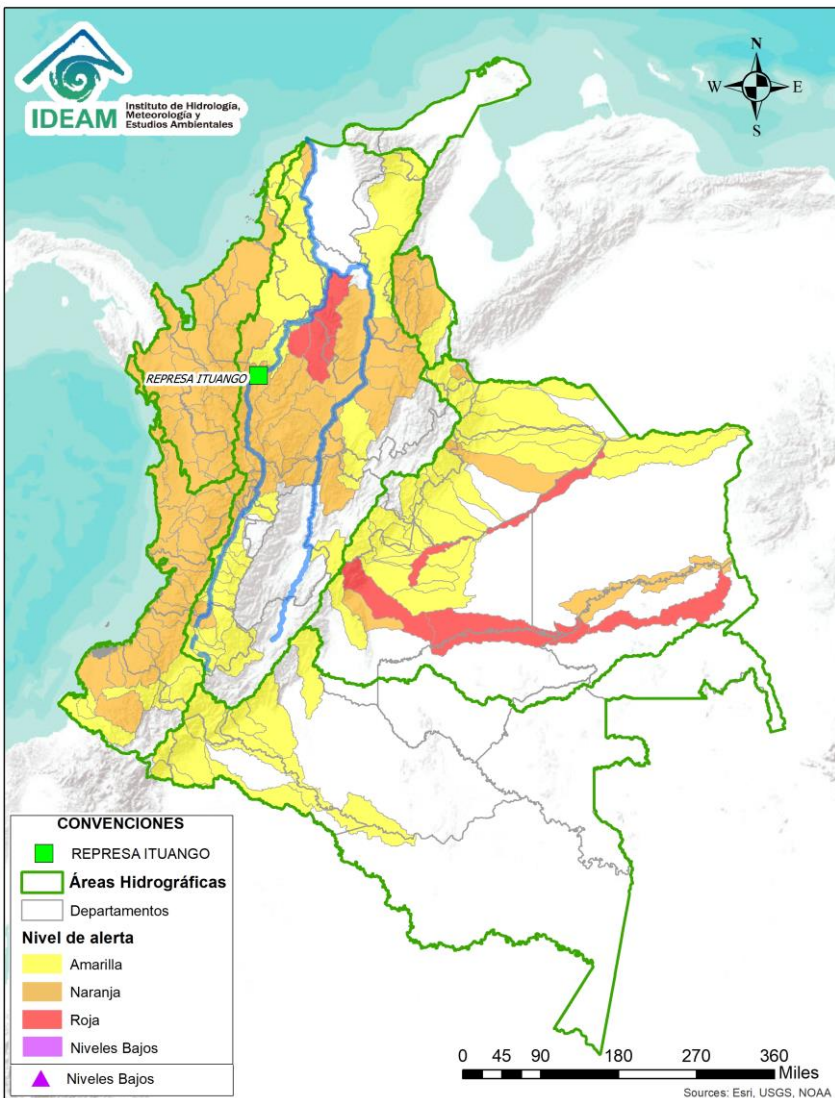 IDEAM
Instituto de Hidrología,
Meteorología y
Estudios Ambientales
N
W
E
S
REPRESA ITUANGO
CONVENCIONES
REPRESA ITUANGO
Áreas Hidrográficas
Departamentos
Nivel de alerta
Amarilla
Naranja
Roja
Niveles Bajos
Niveles Bajos
0 45 90 180 270 360
Miles
Sources: Esri, USGS, NOAA